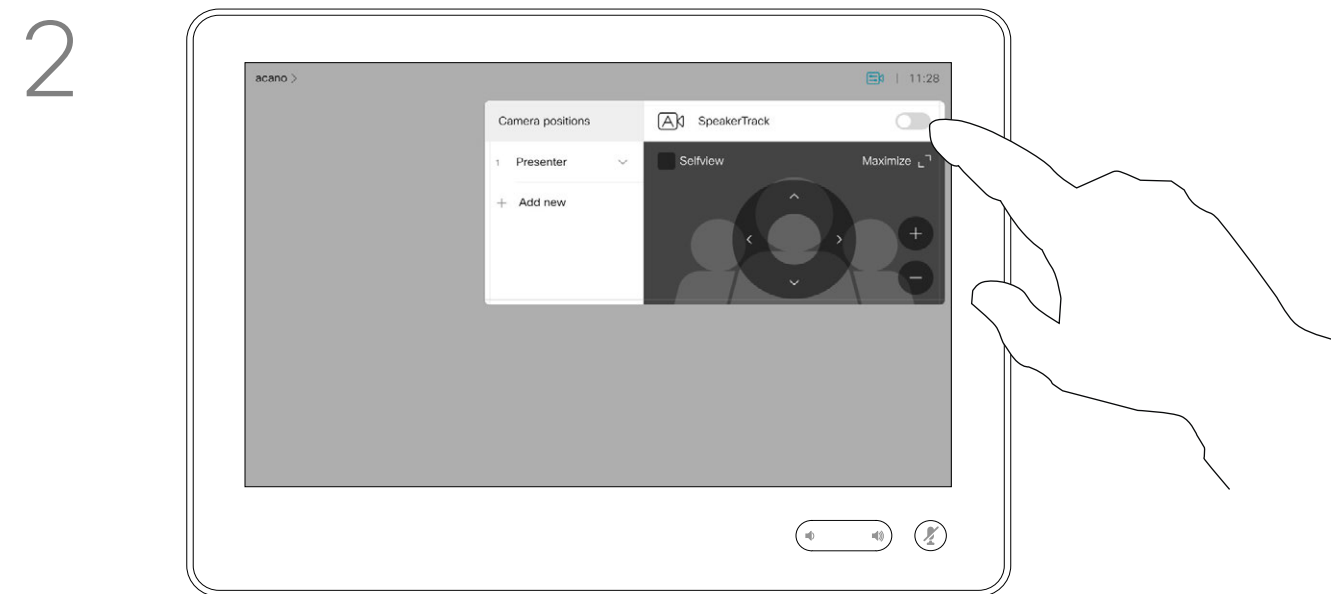 2
acano > | 11:28
Camera positions
A SpeakerTrack
1 Presenter
Selfview Maximize
+ Add new
+
−